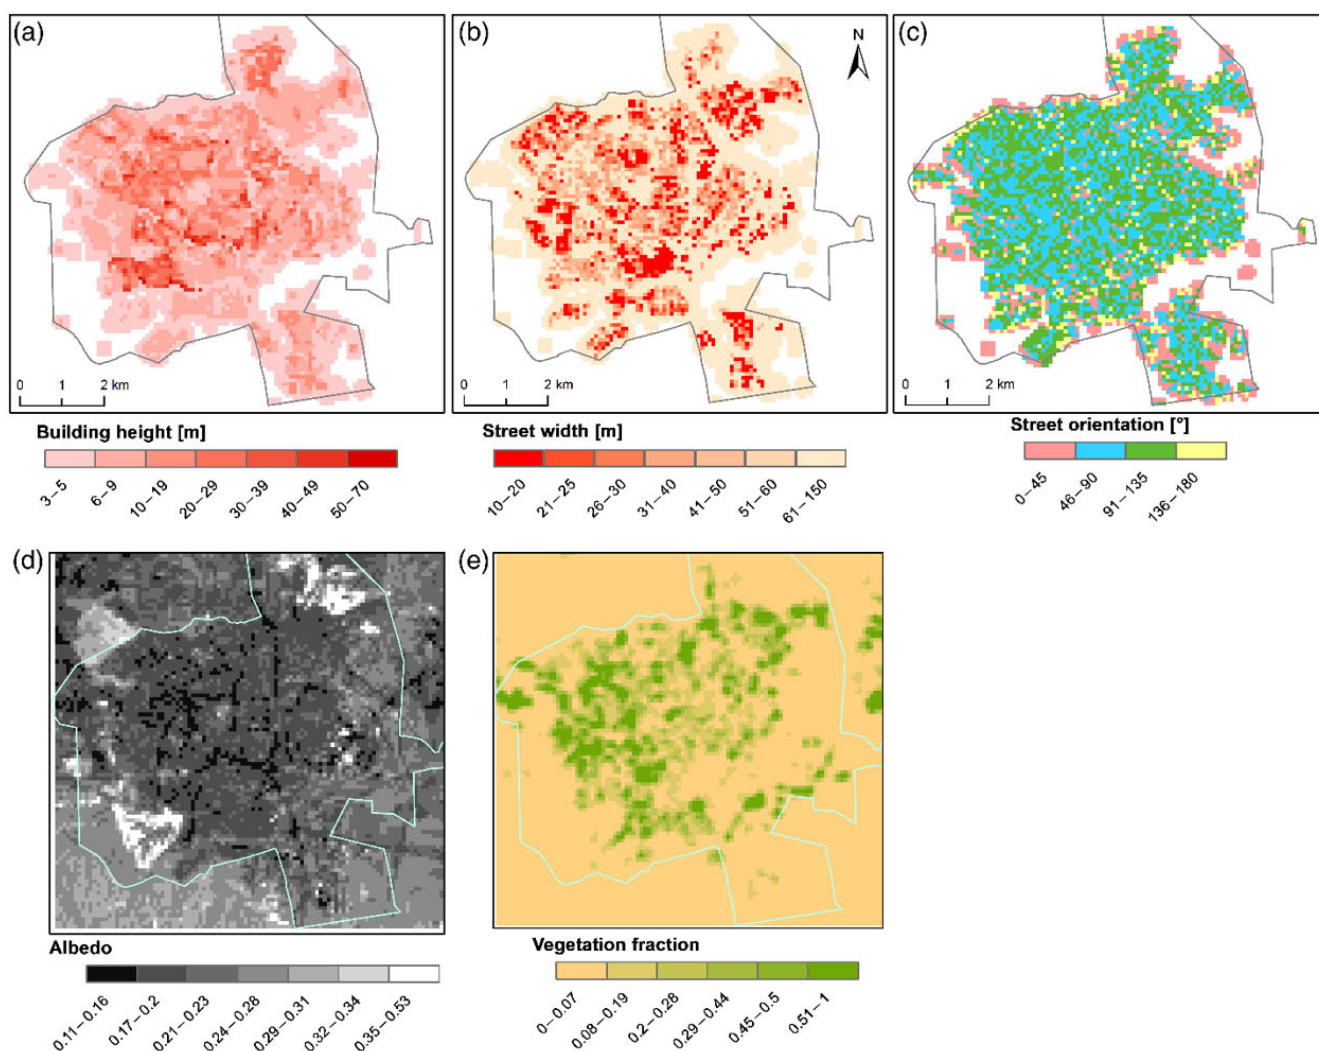 (a)
(b)
N
(c)
0 1 2 km
0 1 2 km
0 1 2 km
Building height [m]
3–5
6–9
10–19
20–29
30–39
40–49
50–70
Street width [m]
10–20
21–25
26–30
31–40
41–50
51–60
61–150
Street orientation [°]
0–45
46–90
91–135
136–180
(d)
(e)
Albedo
0.11–0.16
0.17–0.2
0.21–0.23
0.24–0.28
0.29–0.31
0.32–0.34
0.35–0.53
Vegetation fraction
0–0.07
0.08–0.19
0.2–0.28
0.29–0.44
0.45–0.5
0.51–1